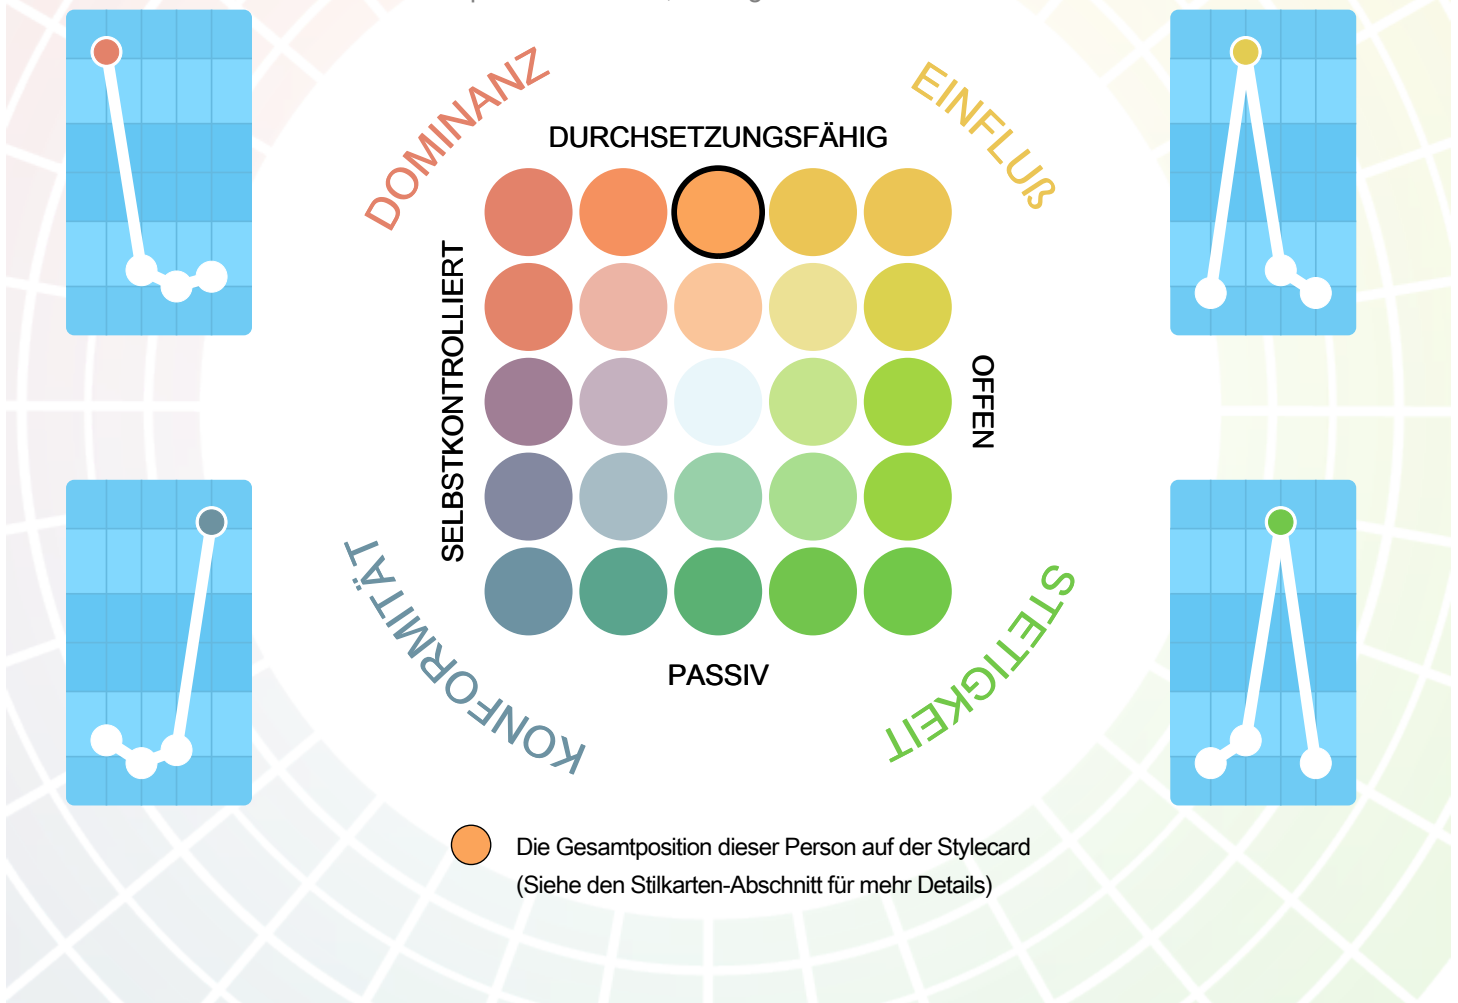 DOMINANZ
EINFLUß
DURCHSETZUNGSFÄHIG
SELBSTKONTROLLIERT
OFFEN
KONFORMITÄT
STETIGKEIT
PASSIV
Die Gesamtposition dieser Person auf der Stylecard
(Siehe den Stilkarten-Abschnitt für mehr Details)